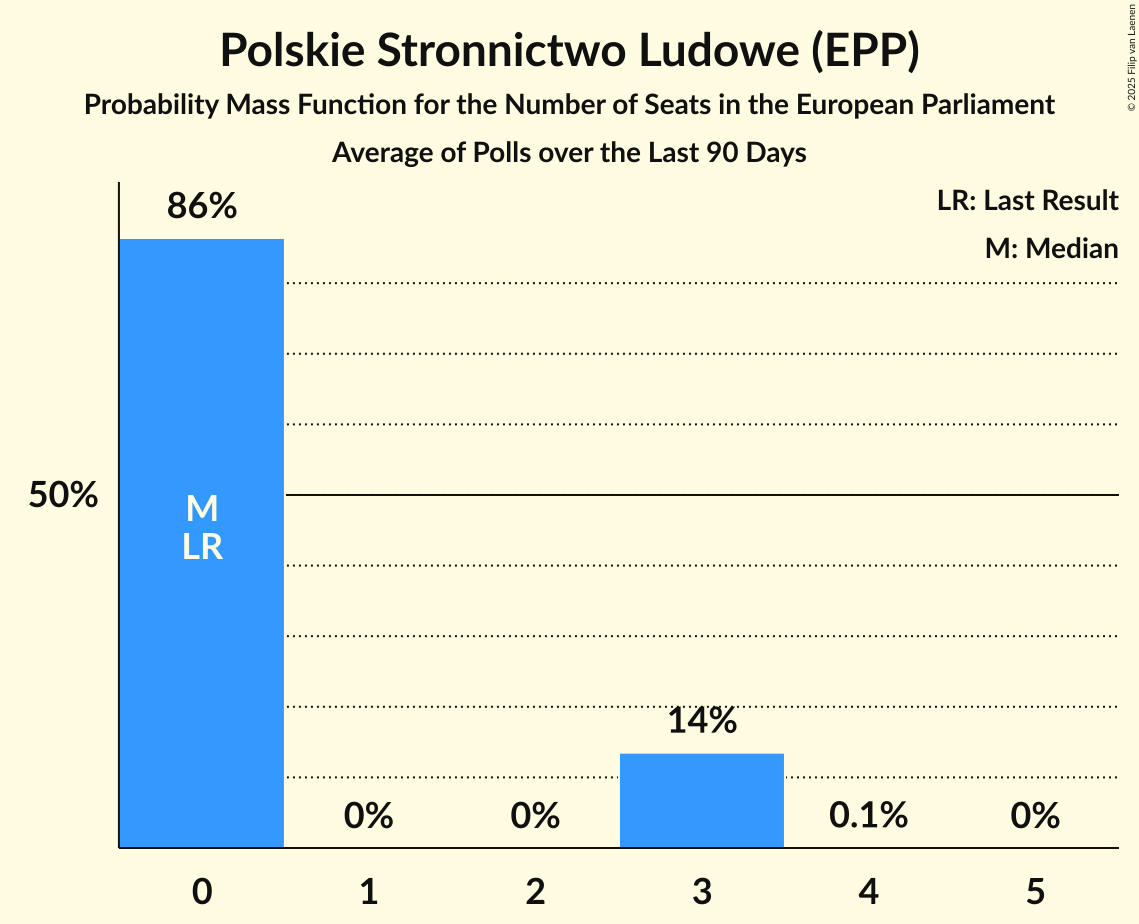 Polskie Stronnictwo Ludowe (EPP)
Probability Mass Function for the Number of Seats in the European Parliament
Average of Polls over the Last 90 Days
© 2025 Filip van Laenen
LR: Last Result
M: Median
86%
50%
M
LR
14%
0%
0%
0.1%
0%
0
1
2
3
4
5